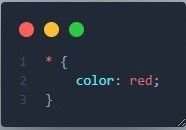 1 * {
2     color: red;
3 }